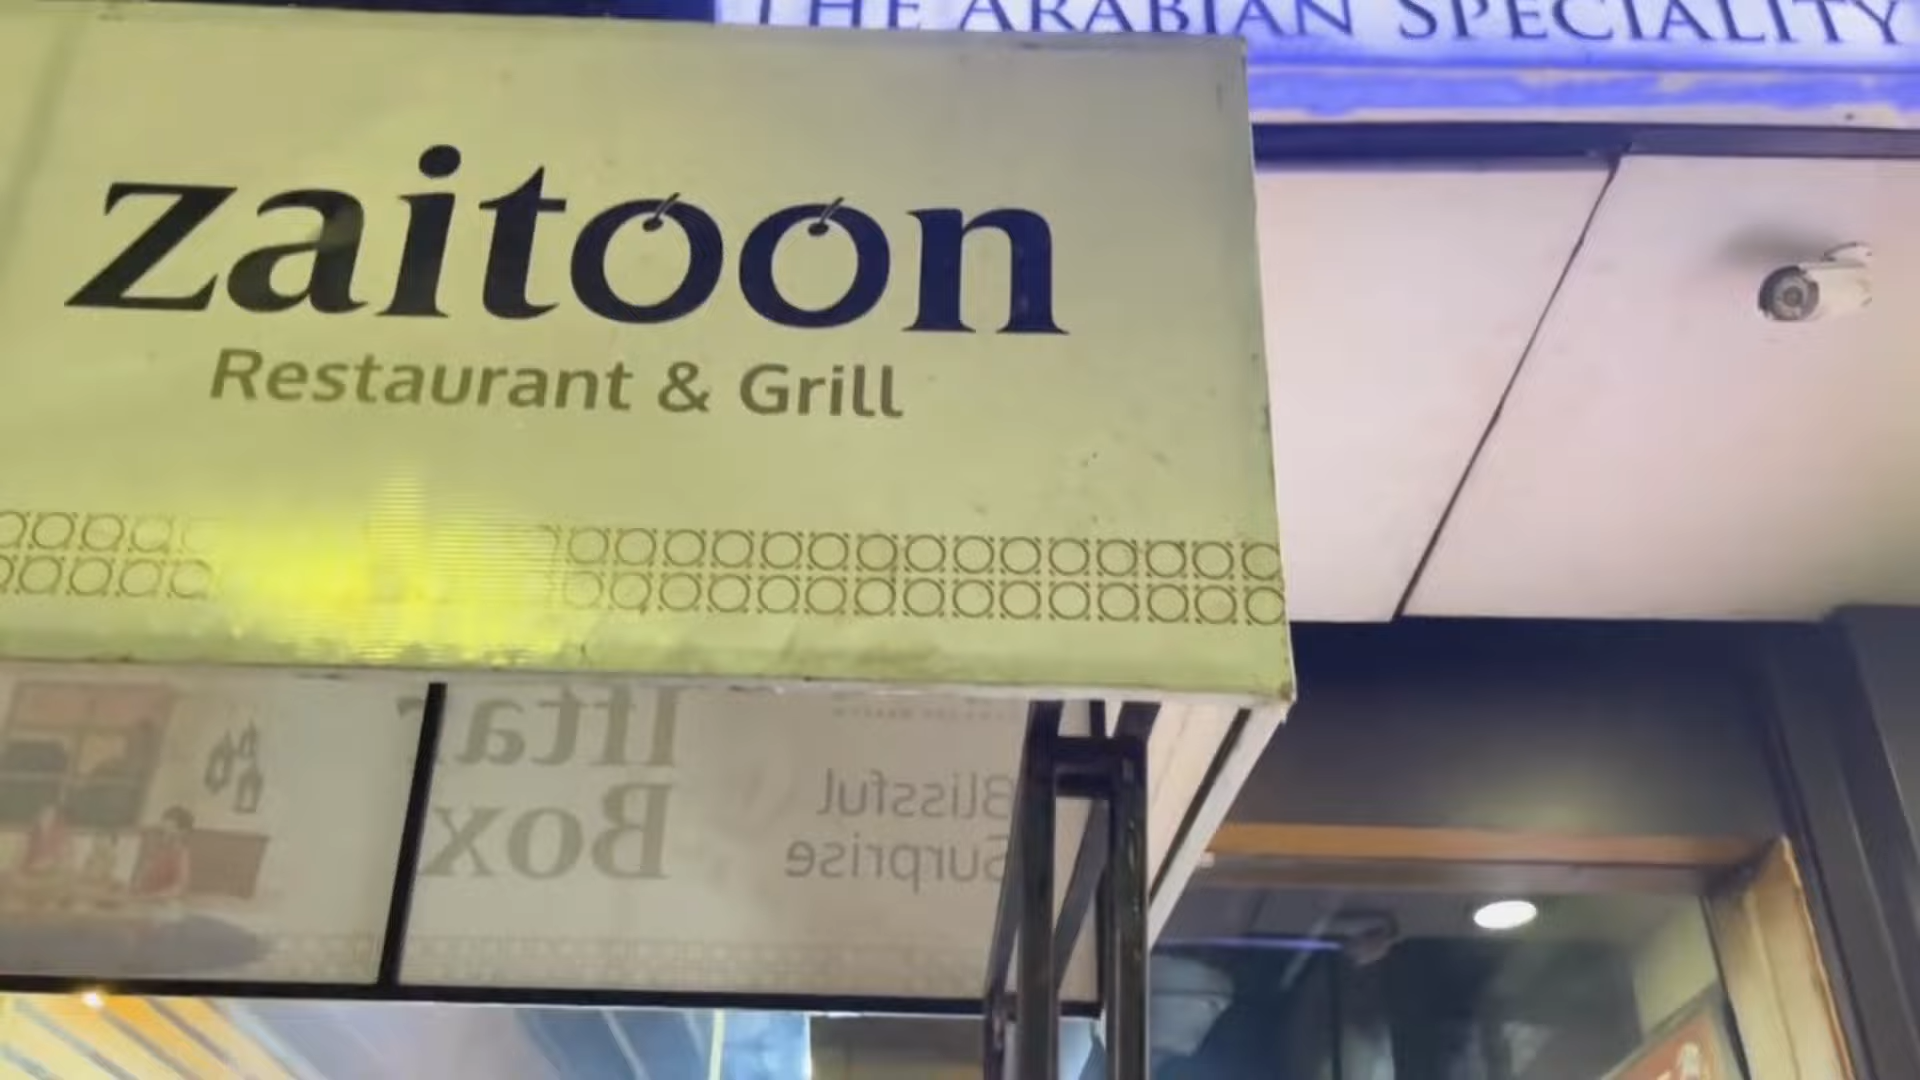 THE ARABIAN SPECIALITY
zaitoon
Restaurant & Grill
Iftar
Box
Blissful
Surprise